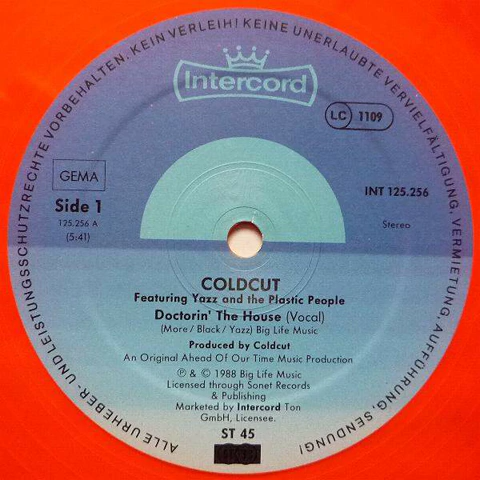 ALLE URHEBER- UND LEISTUNGSSCHUTZRECHTE VORBEHALTEN. KEIN VERLEIH! KEINE UNERLAUBTE VERVIELFÄLTIGUNG, VERMIETUNG, AUFFÜHRUNG, SENDUNG!
Intercord
LC 1109
GEMA
INT 125.256
Side 1
125.256 A
Stereo
(5:41)
COLDCUT
Featuring Yazz and the Plastic People
Doctorin' The House (Vocal)
(More / Black / Yazz) Big Life Music
Produced by Coldcut
An Original Ahead Of Our Time Music Production
℗ & © 1988 Big Life Music
Licensed through Sonet Records
& Publishing
Marketed by Intercord Ton
GmbH, Licensee.
ST 45